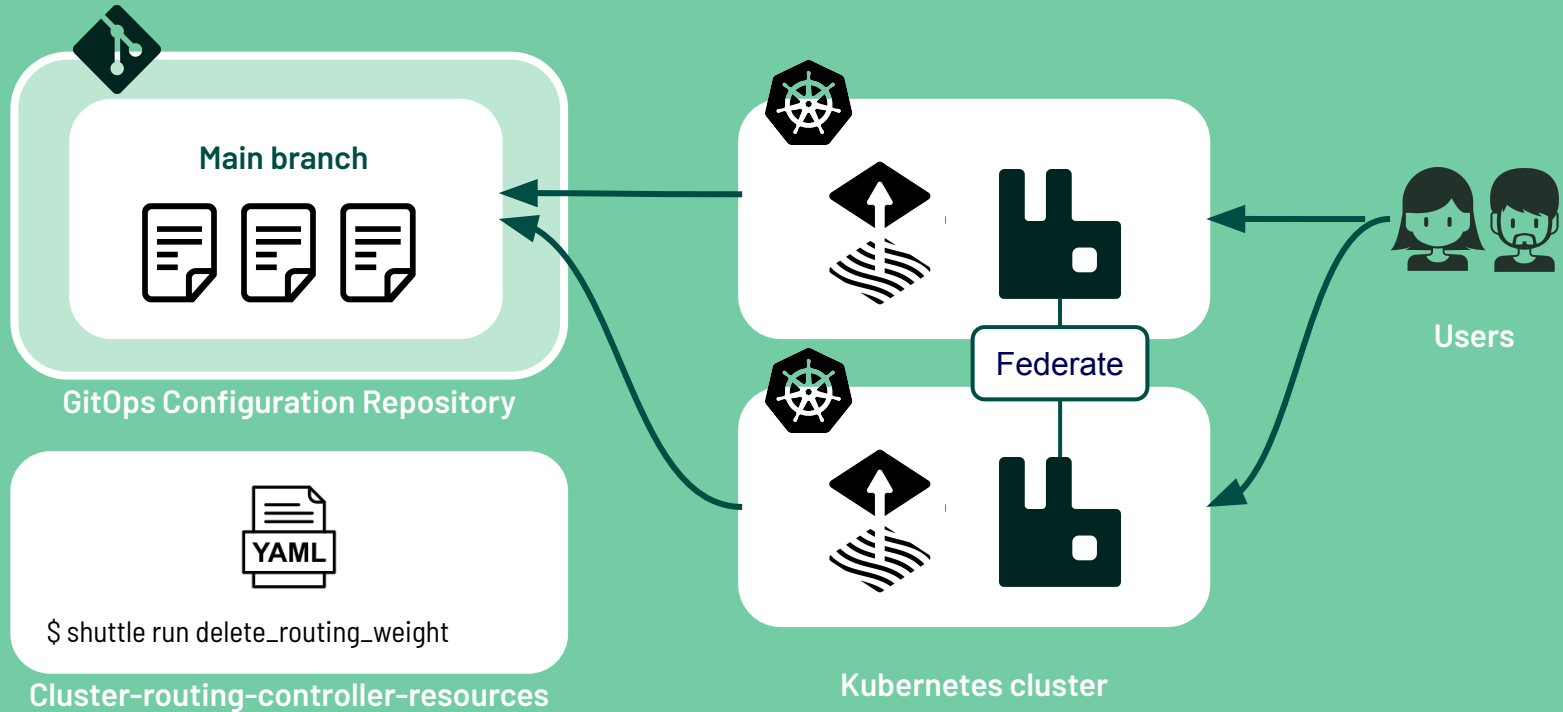 Main branch
GitOps Configuration Repository
YAML
$ shuttle run delete_routing_weight
Cluster-routing-controller-resources
Federate
Kubernetes cluster
Users